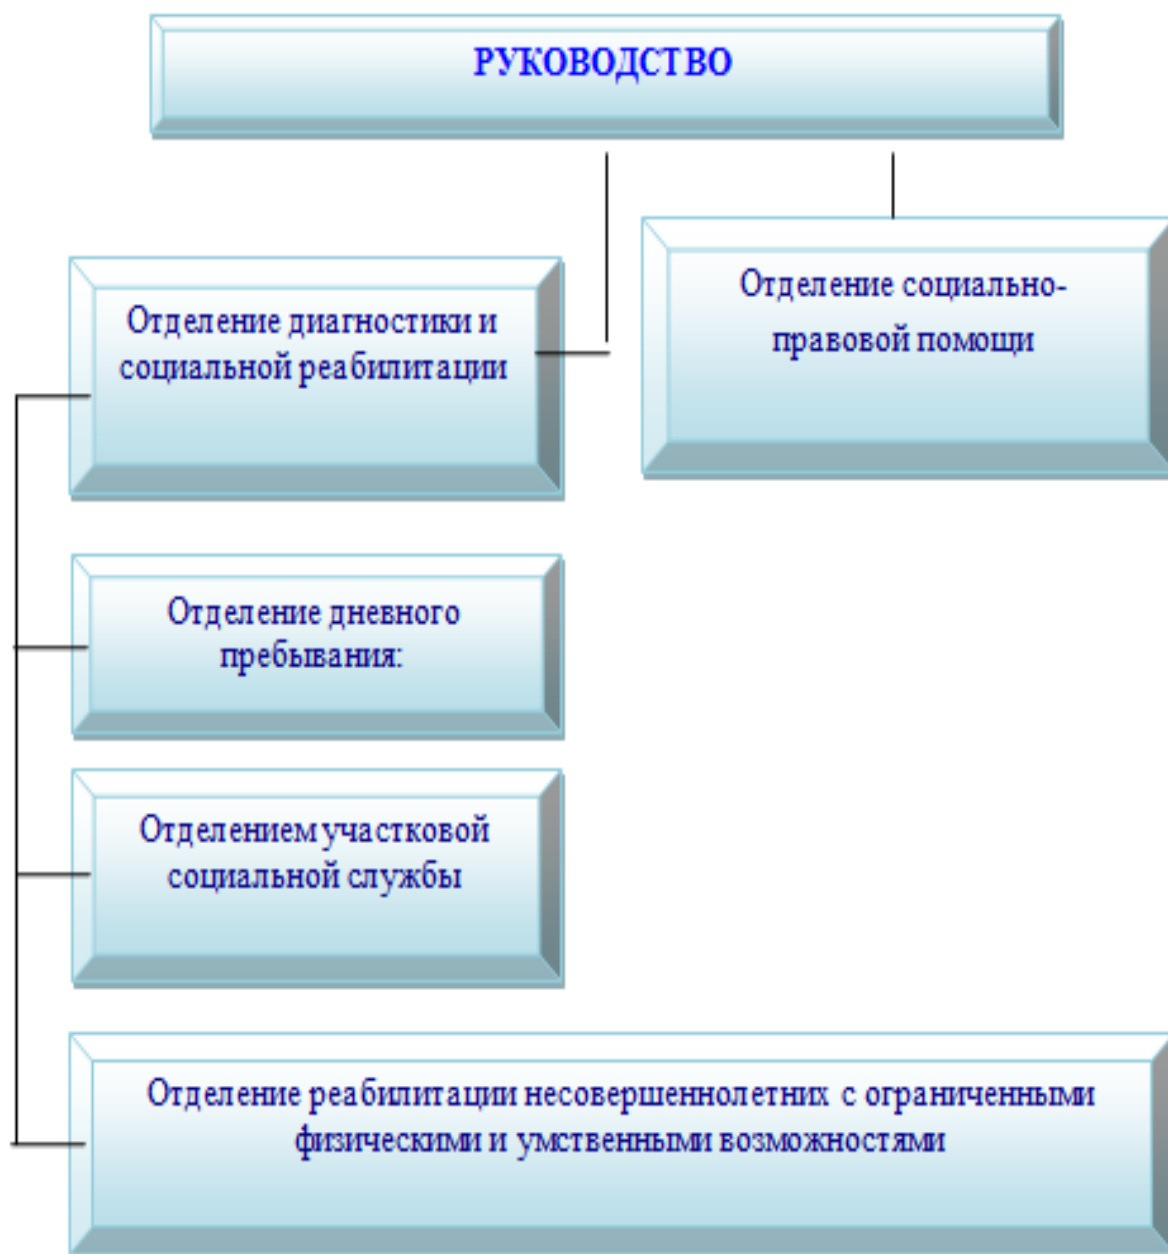 РУКОВОДСТВО
Отделение диагностики и
социальной реабилитации
Отделение социально-
правовой помощи
Отделение дневного
пребывания:
Отделением участковой
социальной службы
Отделение реабилитации несовершеннолетних с ограниченными
физическими и умственными возможностями